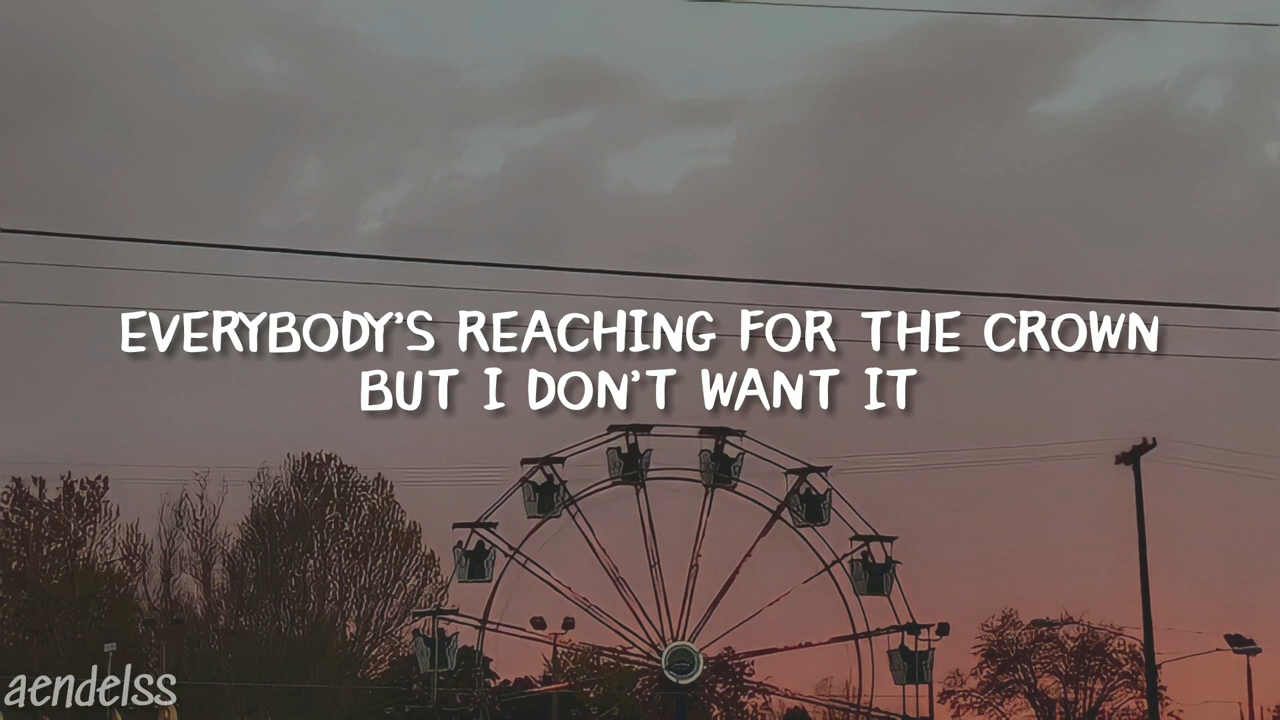 EVERYBODY'S REACHING FOR THE CROWN
BUT I DON'T WANT IT
aendelss